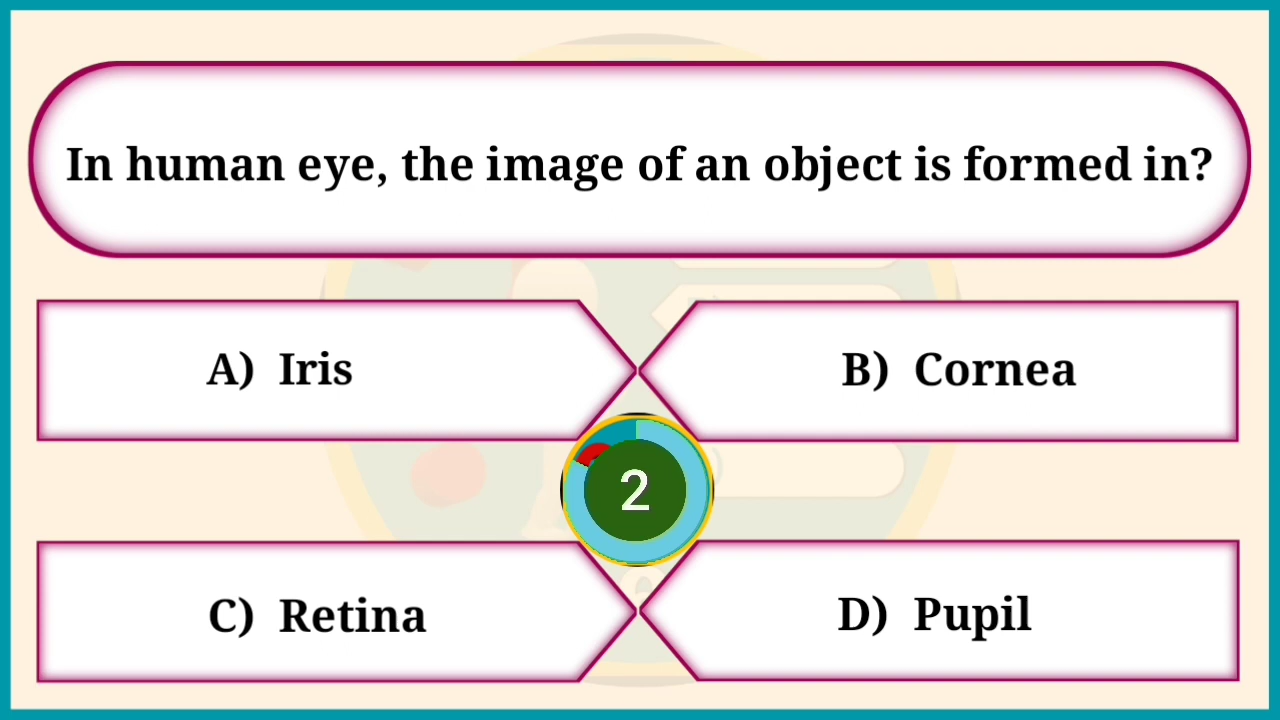 In human eye, the image of an object is formed in?
A) Iris
B) Cornea
2
C) Retina
D) Pupil